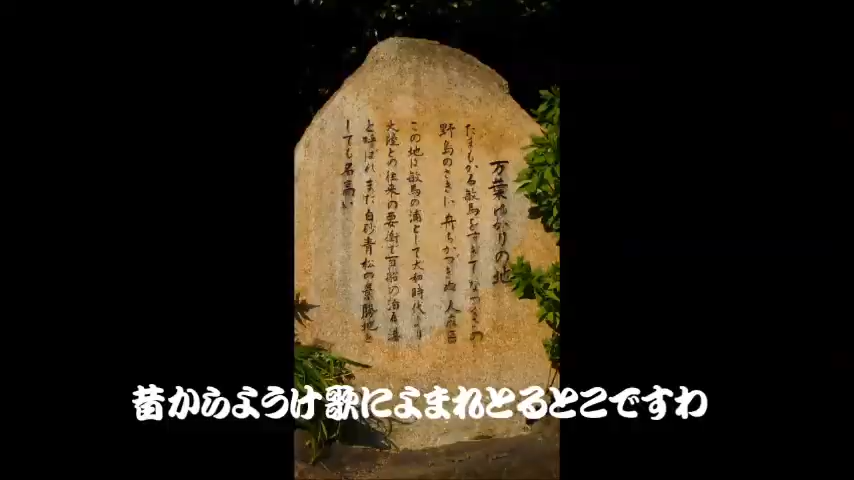 万葉ゆかりの地
たまもかる敏馬をすぎてなつくさの
野島のさきに舟ちかづきぬ 人麻呂
この地は敏馬の浦として大和時代より
大陸との往来の要衝で百船の泊る港
と呼ばれまた白砂青松の景勝地と
しても名高い
昔からようけ歌によまれとるとこですわ